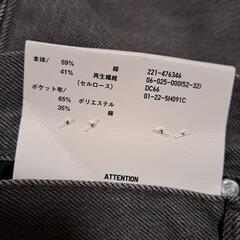 本体/ 59% 綿
41% 再生繊維
(セルロース)
ポケット布/
65% ポリエステル
35% 綿
221-476346
06-025-000(52-32)
DC66
01-22-5H091C
ATTENTION